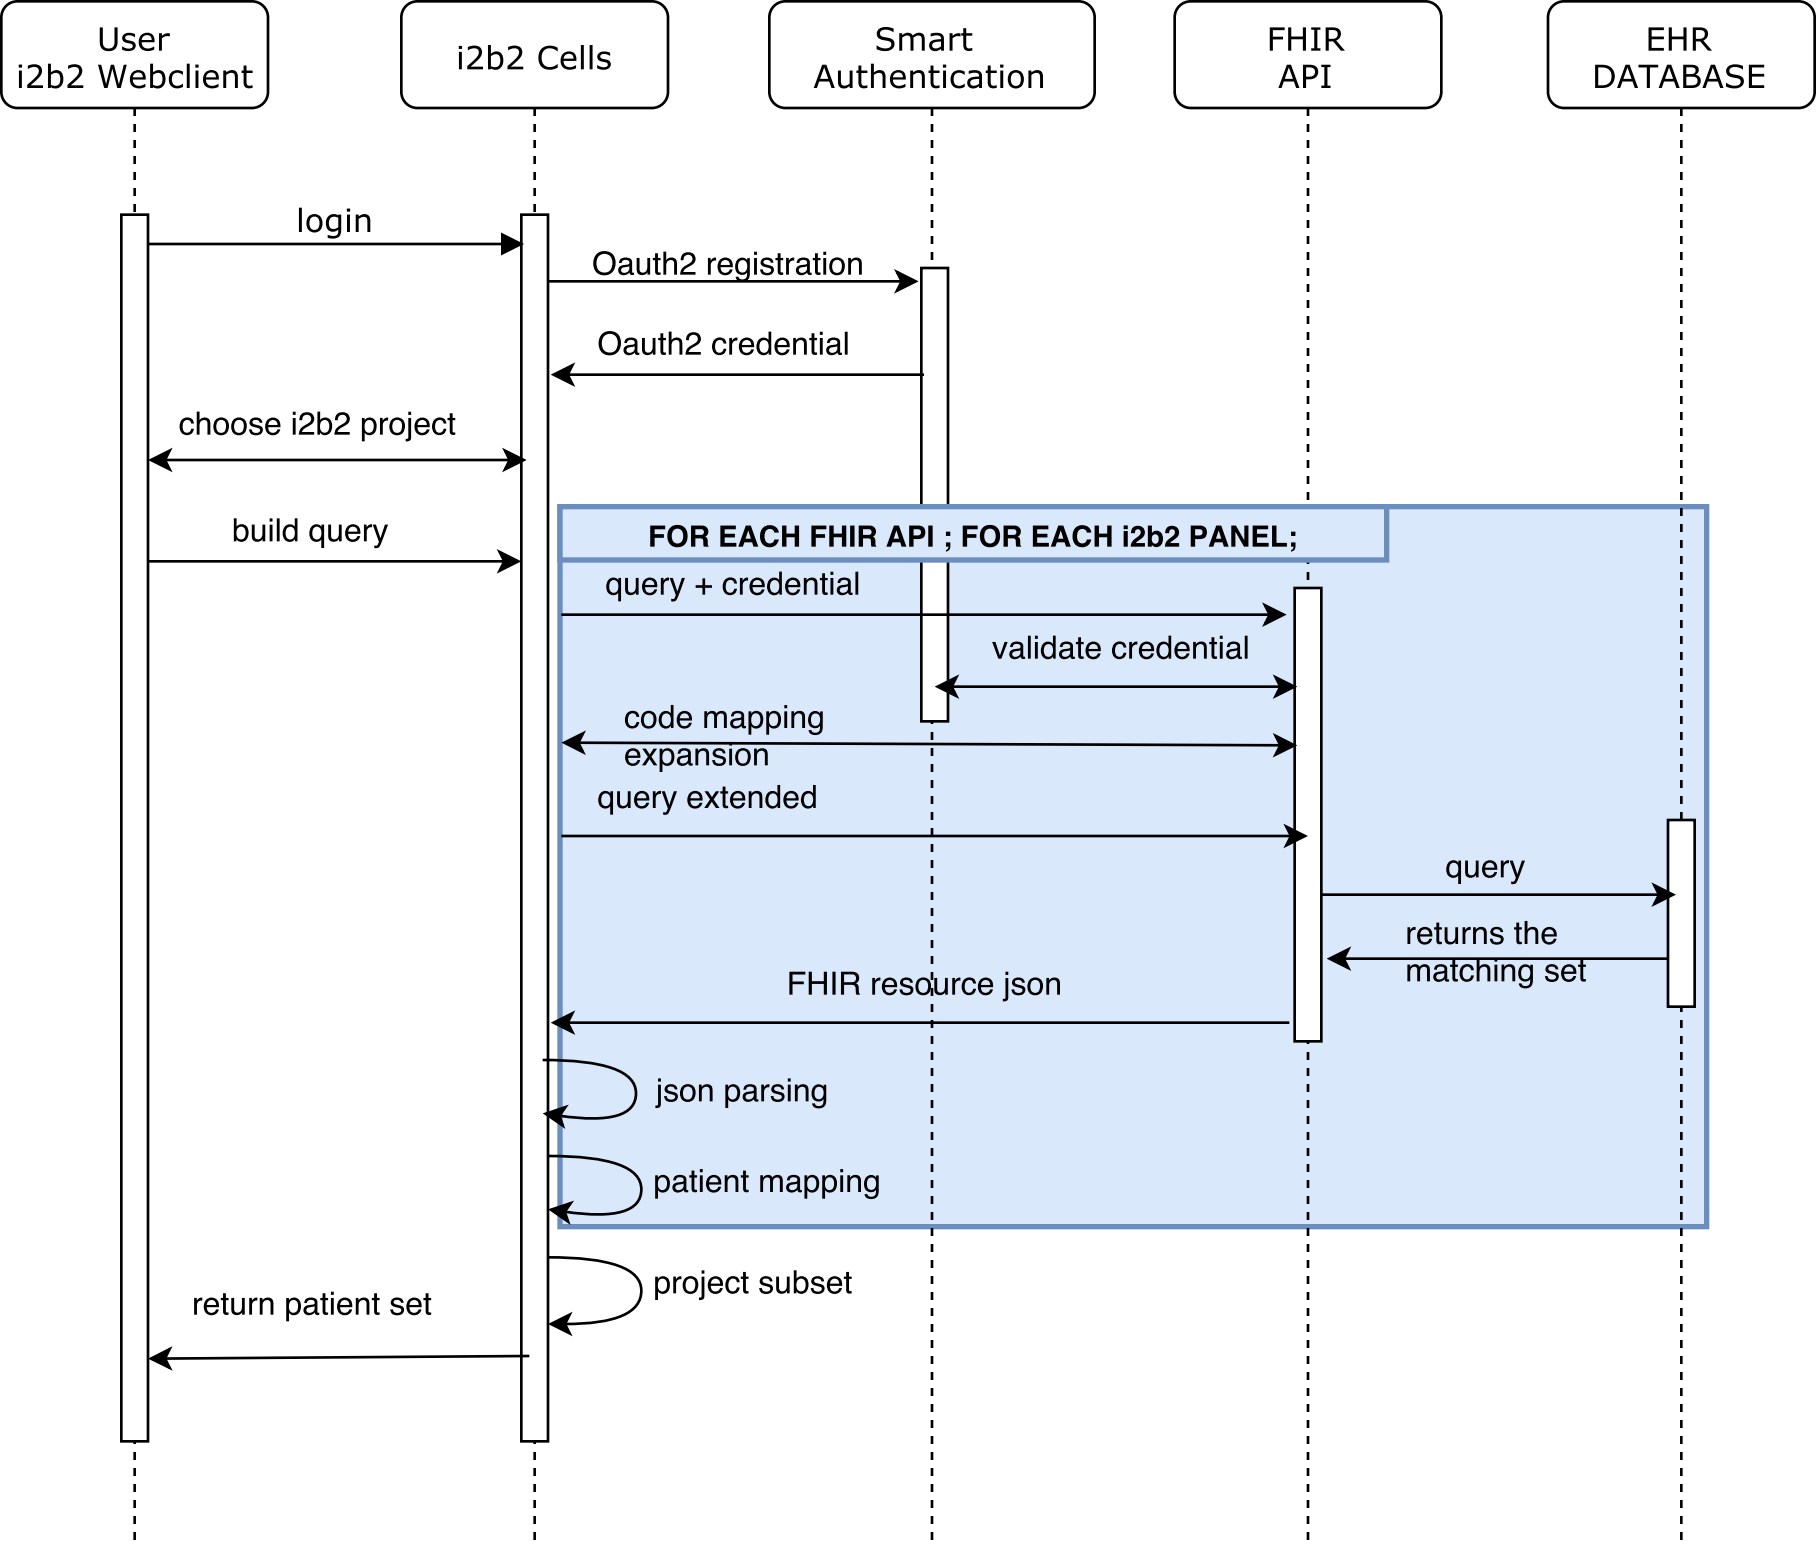 User
i2b2 Webclient
i2b2 Cells
Smart
Authentication
FHIR
API
EHR
DATABASE
login
Oauth2 registration
Oauth2 credential
choose i2b2 project
build query
FOR EACH FHIR API ; FOR EACH i2b2 PANEL;
query + credential
validate credential
code mapping
expansion
query extended
query
returns the
matching set
FHIR resource json
json parsing
patient mapping
project subset
return patient set